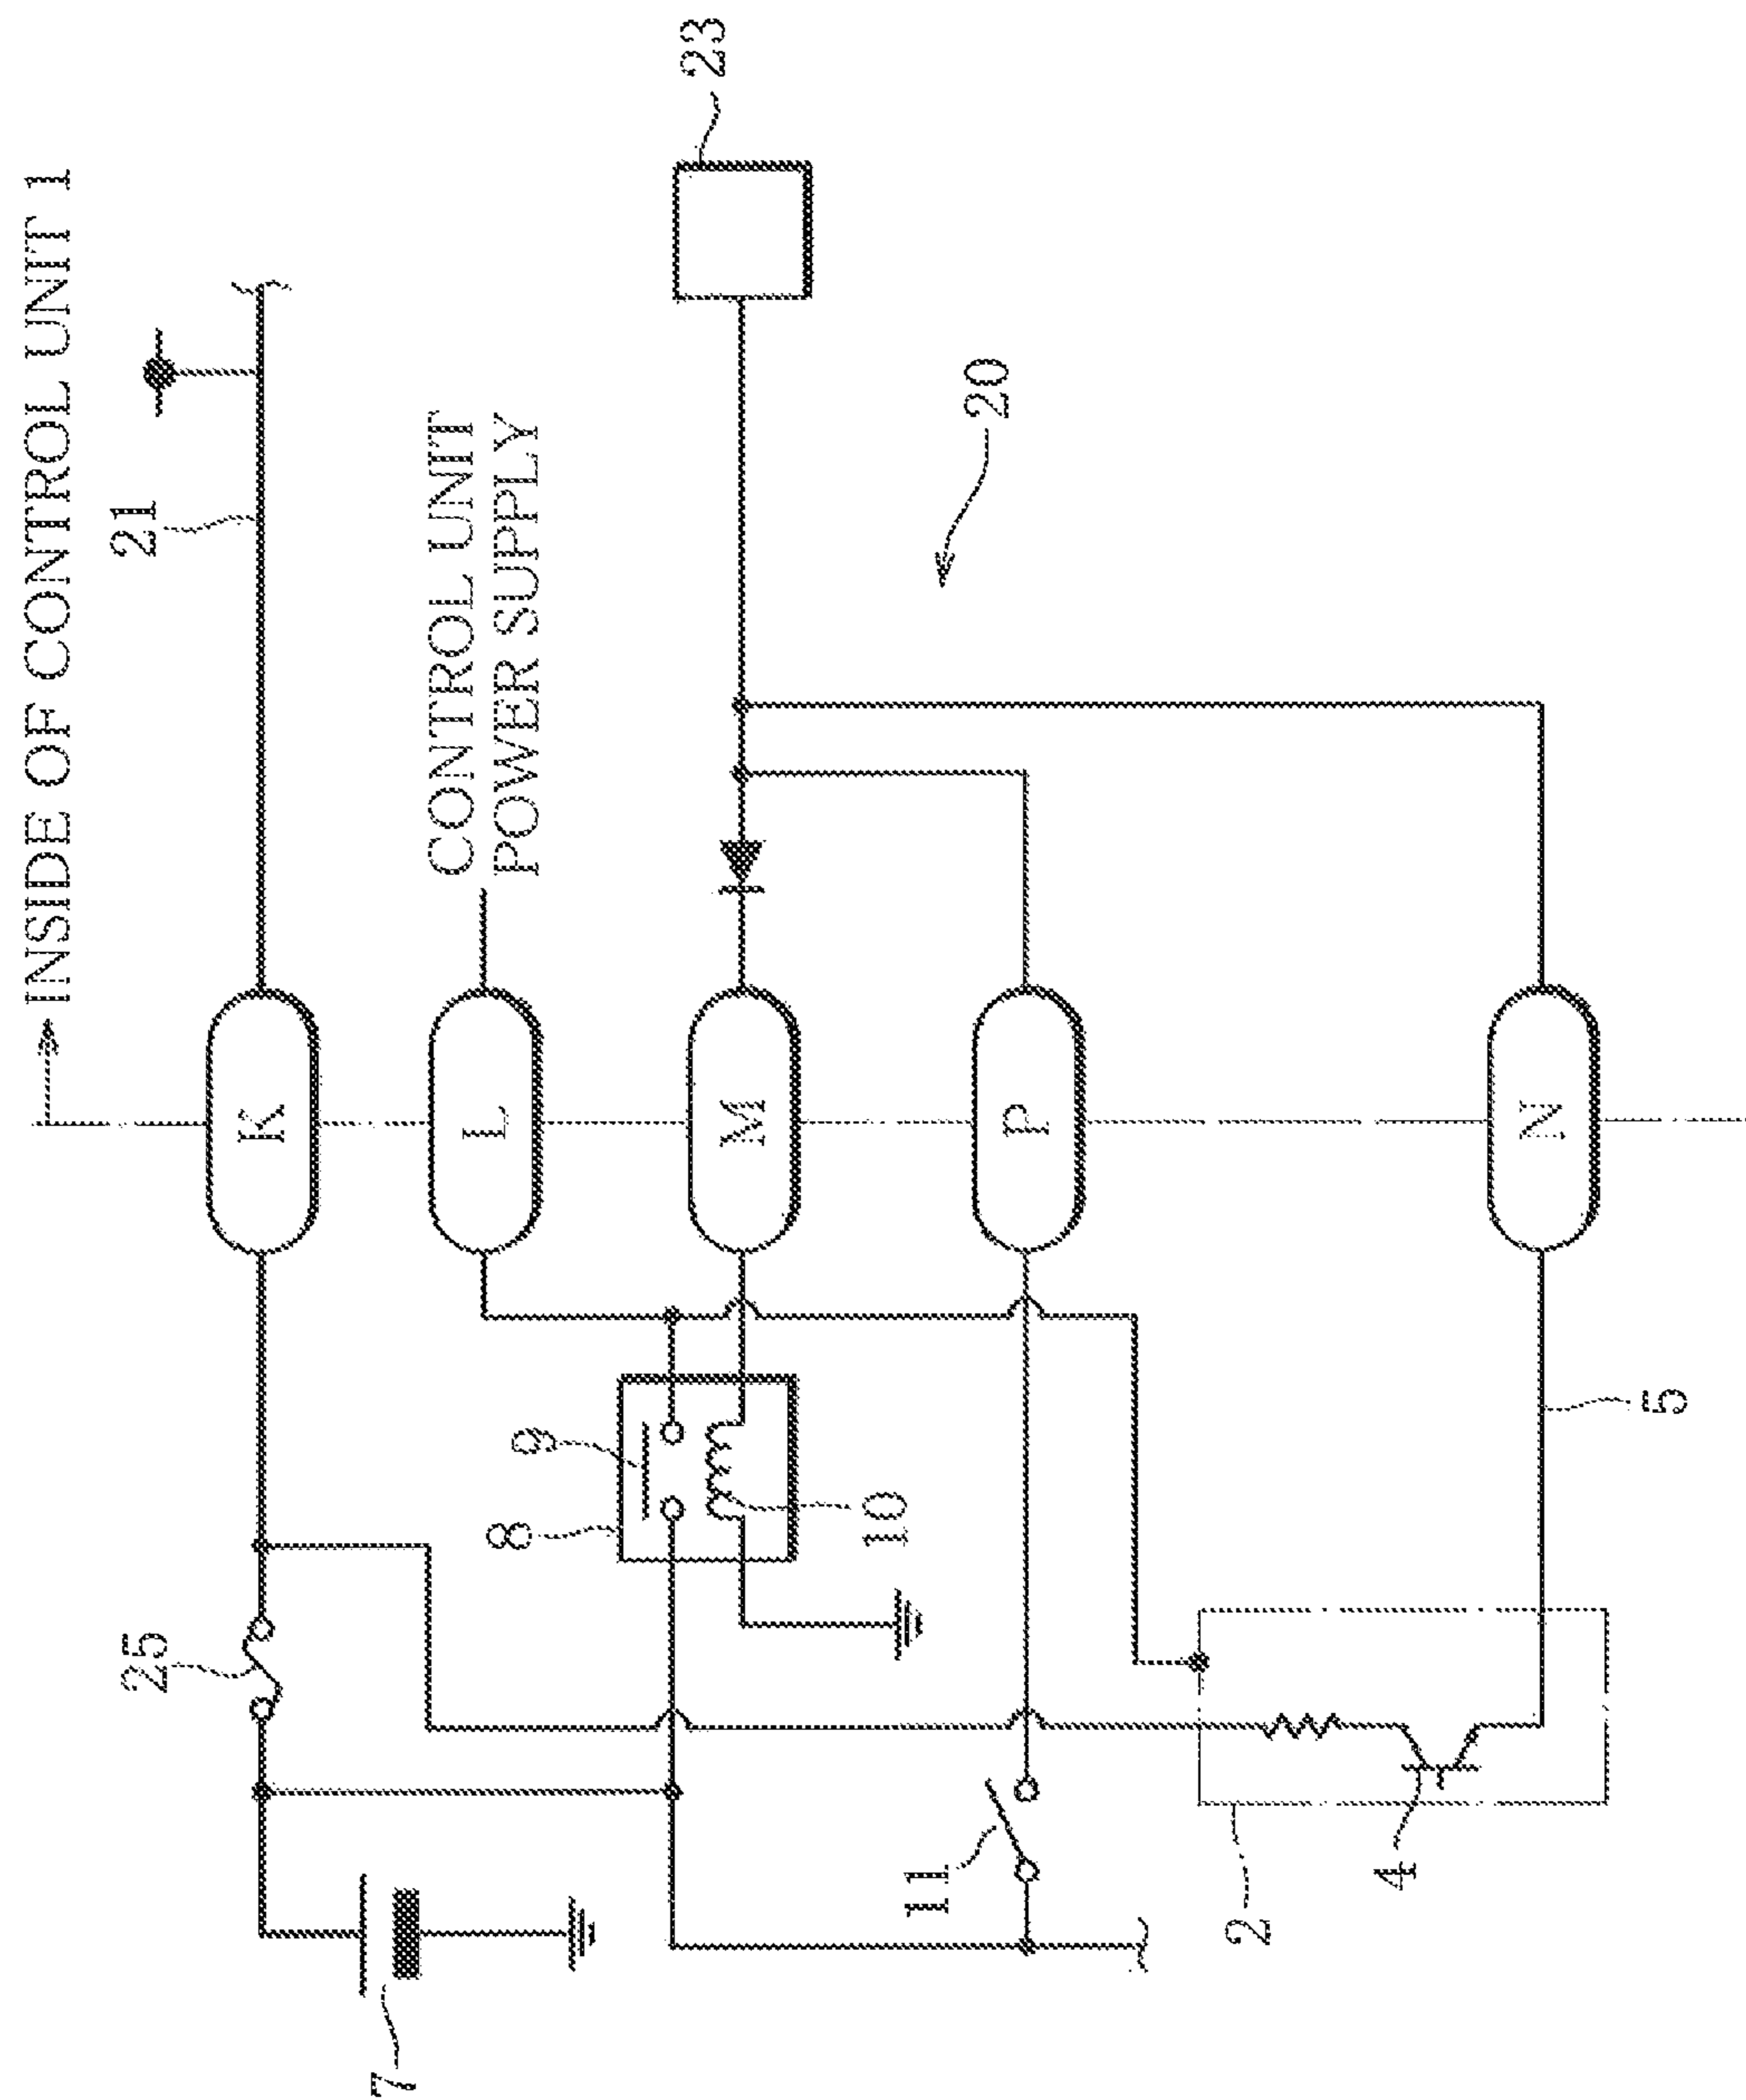 INSIDE OF CONTROL UNIT 1
21
CONTROL UNIT
POWER SUPPLY
23
20
K
L
M
P
N
25
8
9
10
7
11
2
4
5